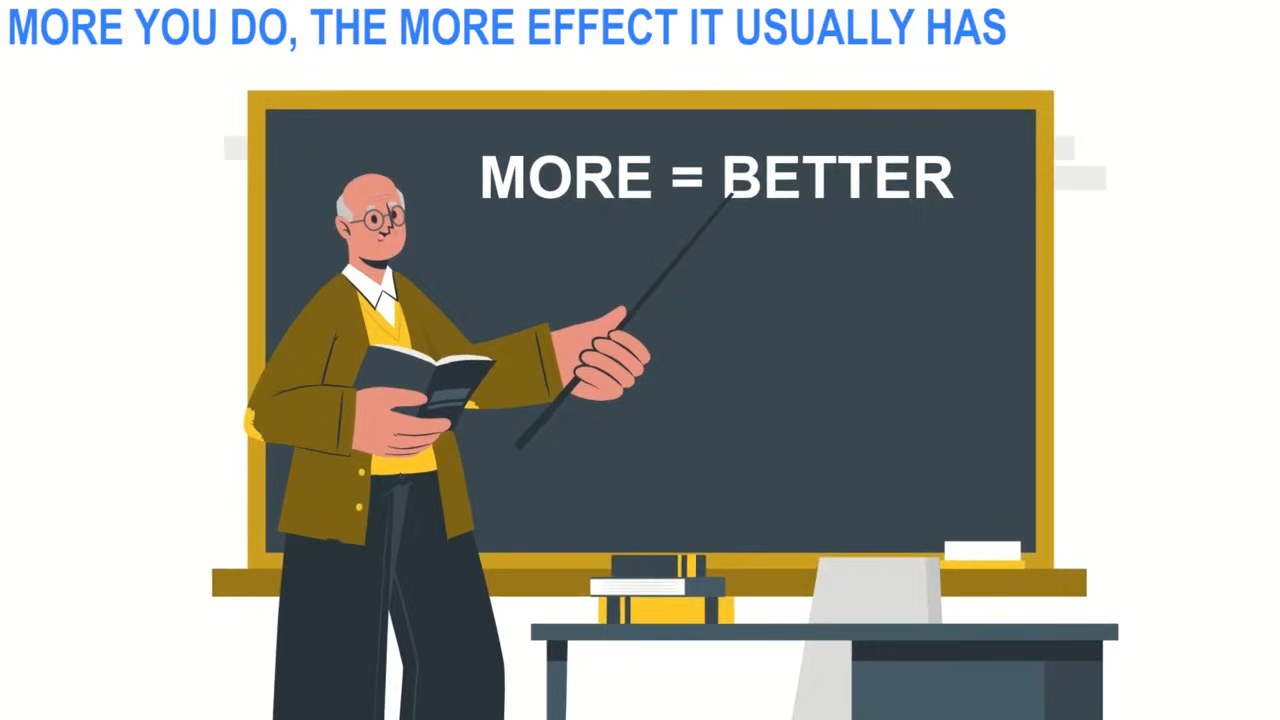 MORE YOU DO, THE MORE EFFECT IT USUALLY HAS
MORE = BETTER